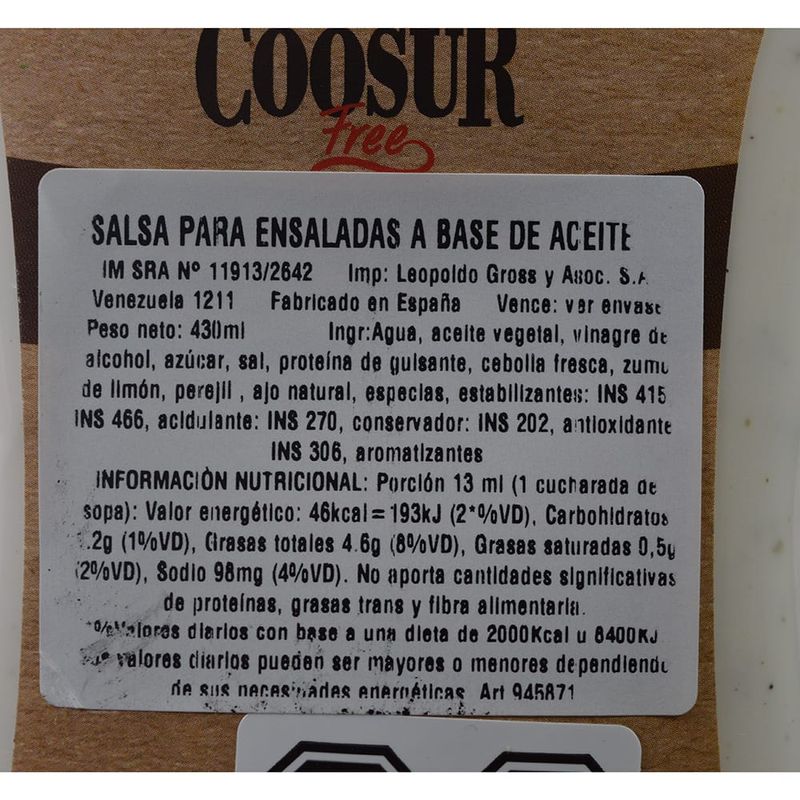 COOSUR
Free
SALSA PARA ENSALADAS A BASE DE ACEITE
IM SRA Nº 11913/2642 Imp: Leopoldo Gross y Asoc. S.A
Venezuela 1211 Fabricado en España Vence: ver envase
Peso neto: 430ml Ingr:Agua, aceite vegetal, vinagre de
alcohol, azúcar, sal, proteína de guisante, cebolla fresca, zumo
de limón, perejil , ajo natural, especias, estabilizantes: INS 415
INS 466, acidulante: INS 270, conservador: INS 202, antioxidante
INS 306, aromatizantes
INFORMACIÓN NUTRICIONAL: Porción 13 ml (1 cucharada de
sopa): Valor energético: 46kcal=193kJ (2*%VD), Carbohidratos
.2g (1%VD), Grasas totales 4.6g (8%VD), Grasas saturadas 0,5g
(2%VD), Sodio 98mg (4%VD). No aporta cantidades significativas
de proteínas, grasas trans y fibra alimentaria.
*%Valores diarios con base a una dieta de 2000Kcal u 8400KJ
valores diarios pueden ser mayores o menores dependiendo
de sus necesidades energéticas Art 945871